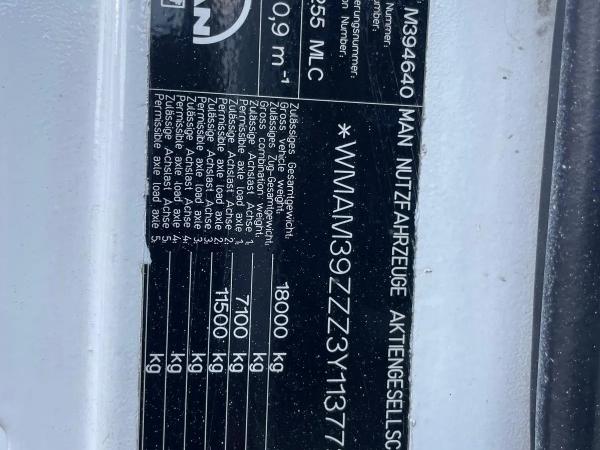 M394640
MAN NUTZFAHRZEUGE AKTIENGESELLSC
Nummer:
umber:
erungsnummer:
on Number:
255 MLC
0,9 m⁻¹
AN
*WMAM39ZZZ3Y11377
Zulässiges Gesamtgewicht: 18000 kg
Gross vehicle weight:
Zulässiges Zug-Gesamtgewicht: kg
Gross combination weight:
Zulässige Achslast Achse 1: 7100 kg
Permissible axle load axle 1:
Zulässige Achslast Achse 2: 11500 kg
Permissible axle load axle 2:
Zulässige Achslast Achse 3: kg
Permissible axle load axle 3:
Zulässige Achslast Achse 4: kg
Permissible axle load axle 4:
Zulässige Achslast Achse 5: kg
Permissible axle load axle 5: